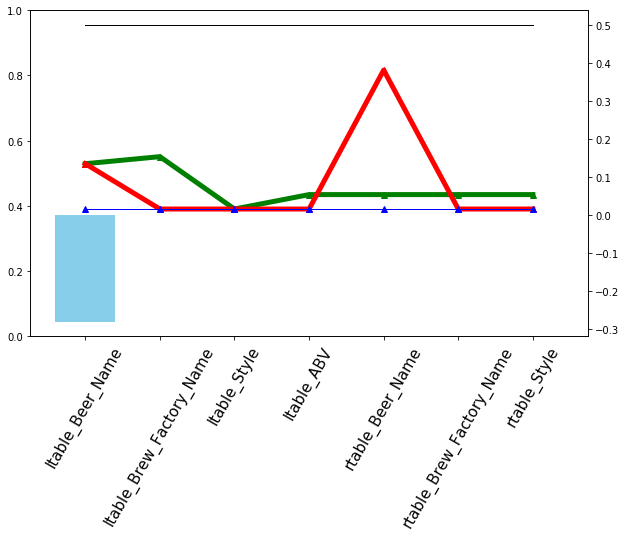 1.0
0.8
0.6
0.4
0.2
0.0
0.5
0.4
0.3
0.2
0.1
0.0
−0.1
−0.2
−0.3
ltable_Beer_Name
ltable_Brew_Factory_Name
ltable_Style
ltable_ABV
rtable_Beer_Name
rtable_Brew_Factory_Name
rtable_Style